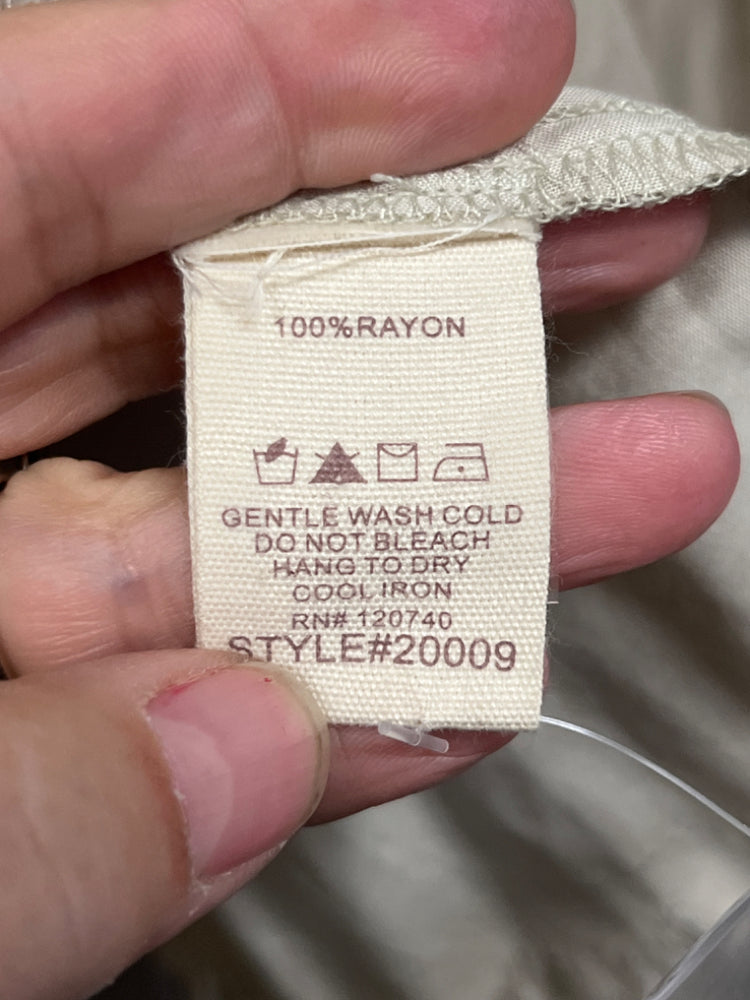 100%RAYON
GENTLE WASH COLD
DO NOT BLEACH
HANG TO DRY
COOL IRON
RN# 120740
STYLE#20009